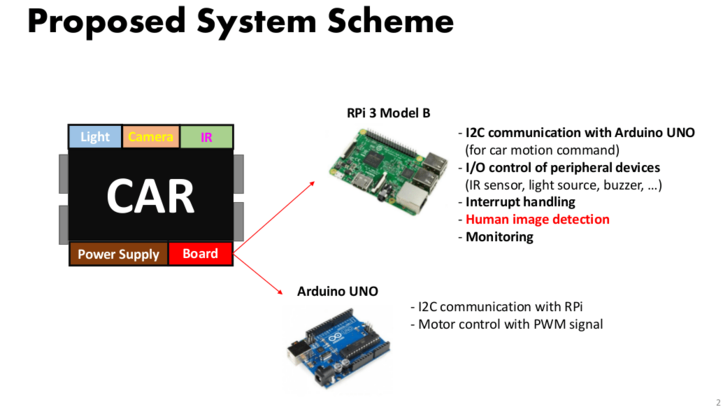 Proposed System Scheme
RPi 3 Model B
Light Camera IR
CAR
Power Supply Board
- I2C communication with Arduino UNO
(for car motion command)
- I/O control of peripheral devices
(IR sensor, light source, buzzer, …)
- Interrupt handling
- Human image detection
- Monitoring
Arduino UNO
- I2C communication with RPi
- Motor control with PWM signal
2